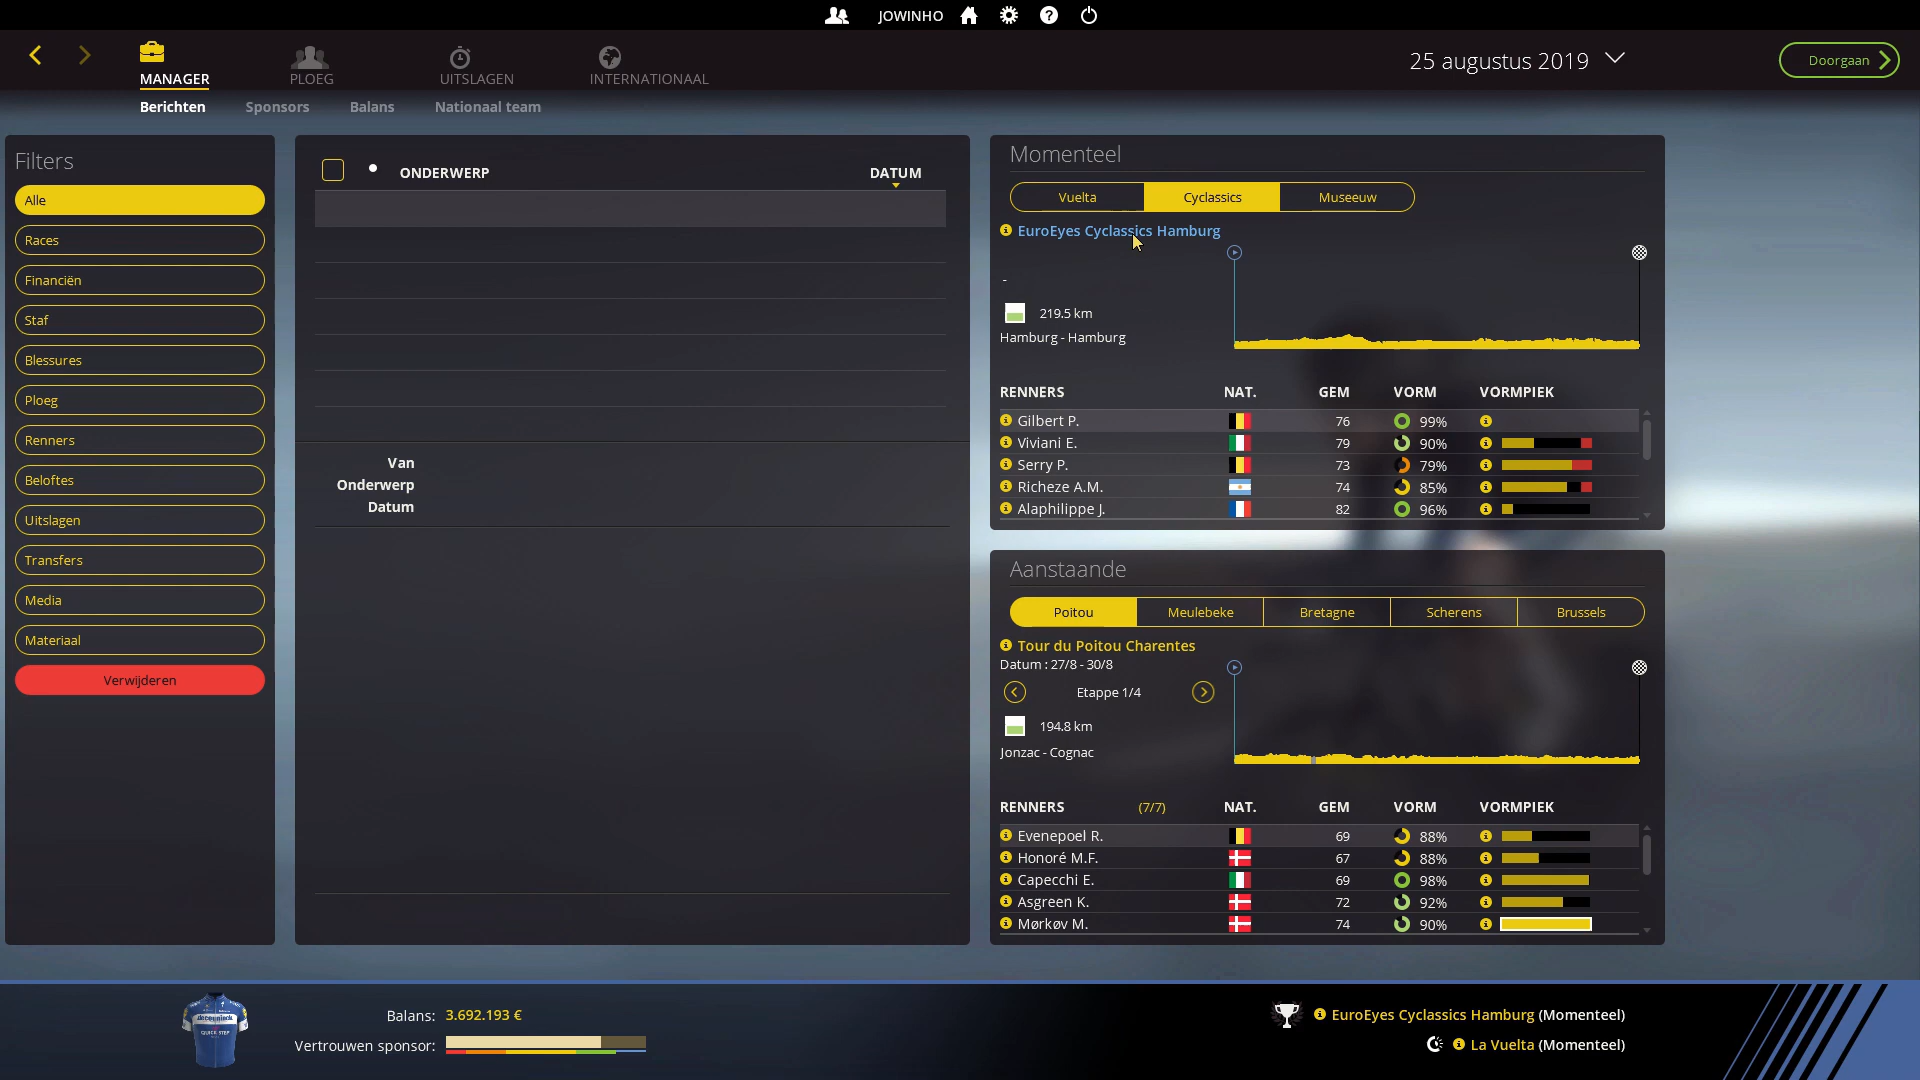 JOWINHO
MANAGER
PLOEG
UITSLAGEN
INTERNATIONAAL
25 augustus 2019
Doorgaan
Berichten
Sponsors
Balans
Nationaal team
Filters
Alle
Races
Financiën
Staf
Blessures
Ploeg
Renners
Beloftes
Uitslagen
Transfers
Media
Materiaal
Verwijderen
ONDERWERP
DATUM
Van
Onderwerp
Datum
Momenteel
Vuelta
Cyclassics
Museeuw
EuroEyes Cyclassics Hamburg
-
219.5 km
Hamburg - Hamburg
RENNERS NAT. GEM VORM VORMPIEK
Gilbert P. 76 99%
Viviani E. 79 90%
Serry P. 73 79%
Richeze A.M. 74 85%
Alaphilippe J. 82 96%
Aanstaande
Poitou
Meulebeke
Bretagne
Scherens
Brussels
Tour du Poitou Charentes
Datum : 27/8 - 30/8
Etappe 1/4
194.8 km
Jonzac - Cognac
RENNERS (7/7) NAT. GEM VORM VORMPIEK
Evenepoel R. 69 88%
Honoré M.F. 67 88%
Capecchi E. 69 98%
Asgreen K. 72 92%
Mørkøv M. 74 90%
deceuninck
QUICK-STEP
Balans: 3.692.193 €
Vertrouwen sponsor:
EuroEyes Cyclassics Hamburg (Momenteel)
La Vuelta (Momenteel)